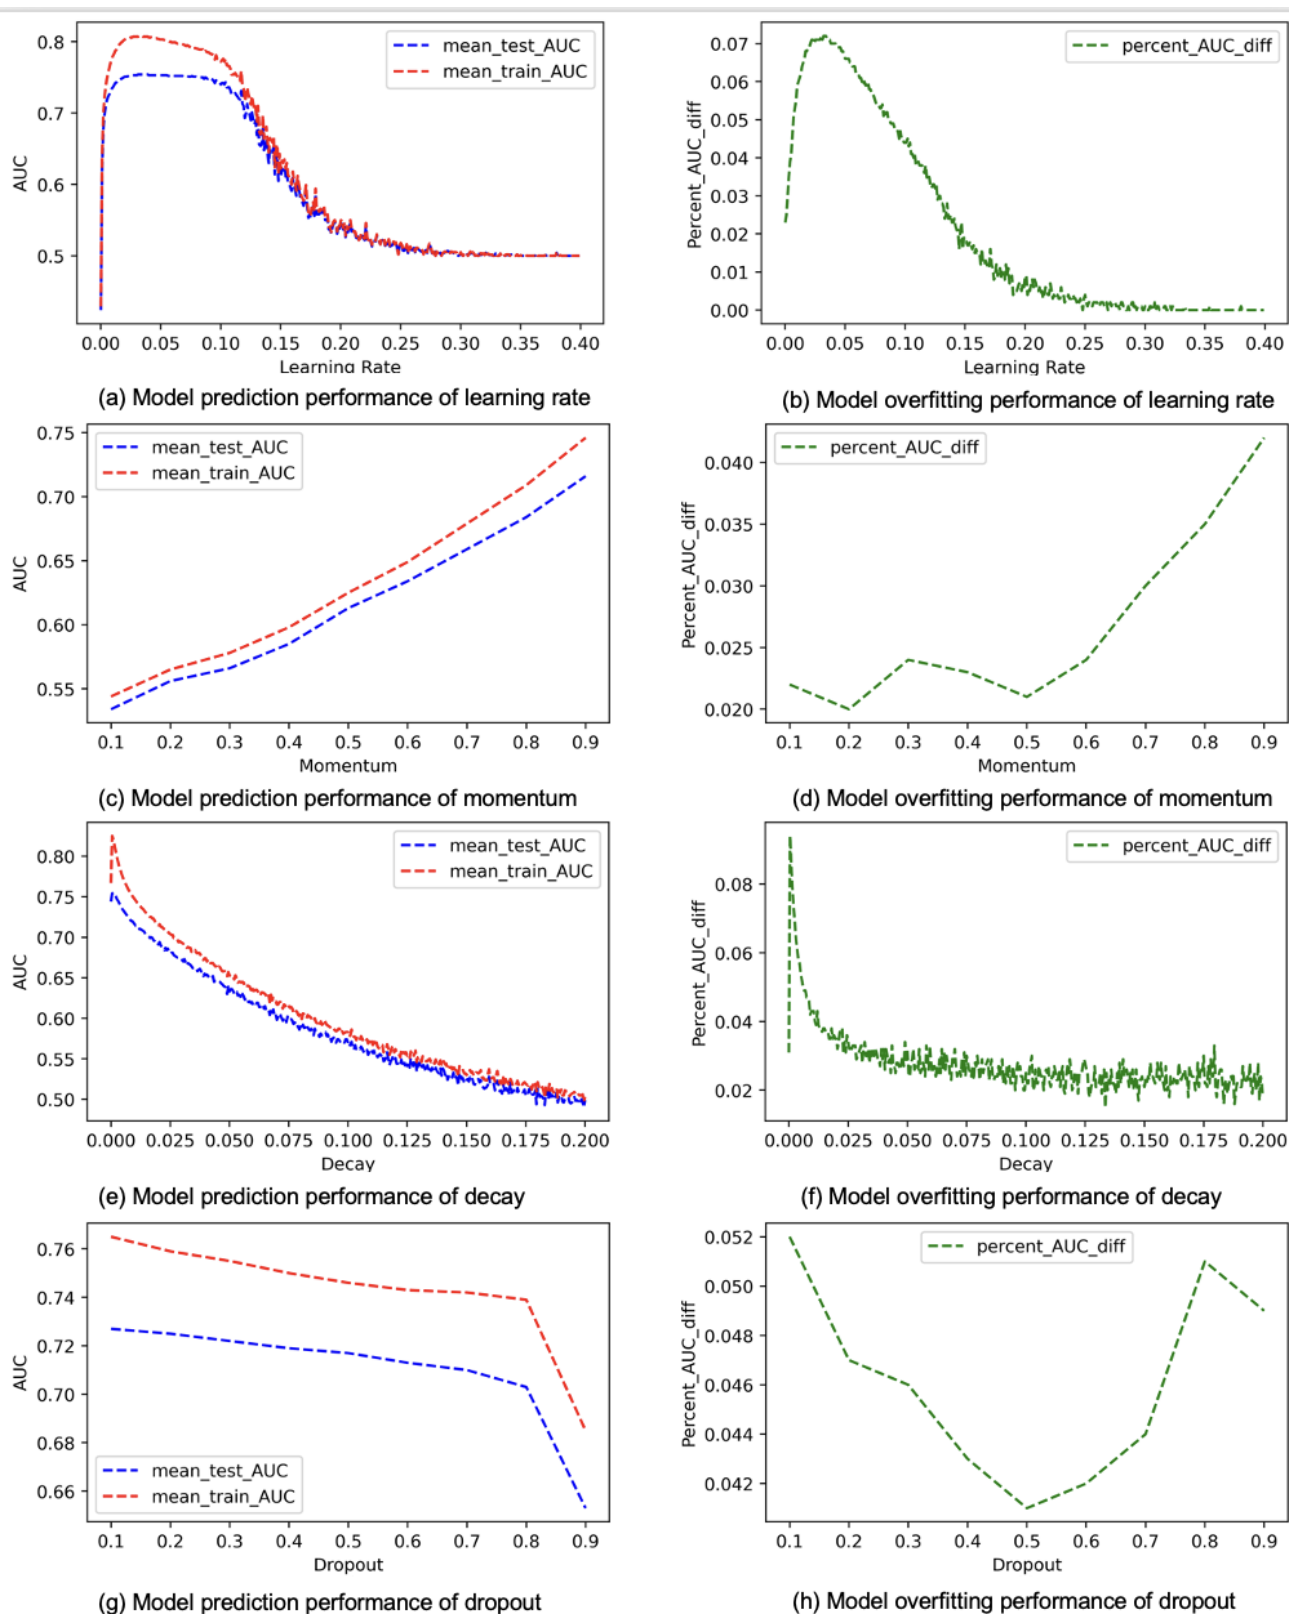 0.8
0.7
0.6
0.5
AUC
mean_test_AUC
mean_train_AUC
0.00 0.05 0.10 0.15 0.20 0.25 0.30 0.35 0.40
Learning Rate
(a) Model prediction performance of learning rate
0.07
0.06
0.05
0.04
0.03
0.02
0.01
0.00
Percent_AUC_diff
percent_AUC_diff
0.00 0.05 0.10 0.15 0.20 0.25 0.30 0.35 0.40
Learning Rate
(b) Model overfitting performance of learning rate
0.75
0.70
0.65
0.60
0.55
AUC
mean_test_AUC
mean_train_AUC
0.1 0.2 0.3 0.4 0.5 0.6 0.7 0.8 0.9
Momentum
(c) Model prediction performance of momentum
0.040
0.035
0.030
0.025
0.020
Percent_AUC_diff
percent_AUC_diff
0.1 0.2 0.3 0.4 0.5 0.6 0.7 0.8 0.9
Momentum
(d) Model overfitting performance of momentum
0.80
0.75
0.70
0.65
0.60
0.55
0.50
AUC
mean_test_AUC
mean_train_AUC
0.000 0.025 0.050 0.075 0.100 0.125 0.150 0.175 0.200
Decay
(e) Model prediction performance of decay
0.08
0.06
0.04
0.02
Percent_AUC_diff
percent_AUC_diff
0.000 0.025 0.050 0.075 0.100 0.125 0.150 0.175 0.200
Decay
(f) Model overfitting performance of decay
0.76
0.74
0.72
0.70
0.68
0.66
AUC
mean_test_AUC
mean_train_AUC
0.1 0.2 0.3 0.4 0.5 0.6 0.7 0.8 0.9
Dropout
(g) Model prediction performance of dropout
0.052
0.050
0.048
0.046
0.044
0.042
Percent_AUC_diff
percent_AUC_diff
0.1 0.2 0.3 0.4 0.5 0.6 0.7 0.8 0.9
Dropout
(h) Model overfitting performance of dropout